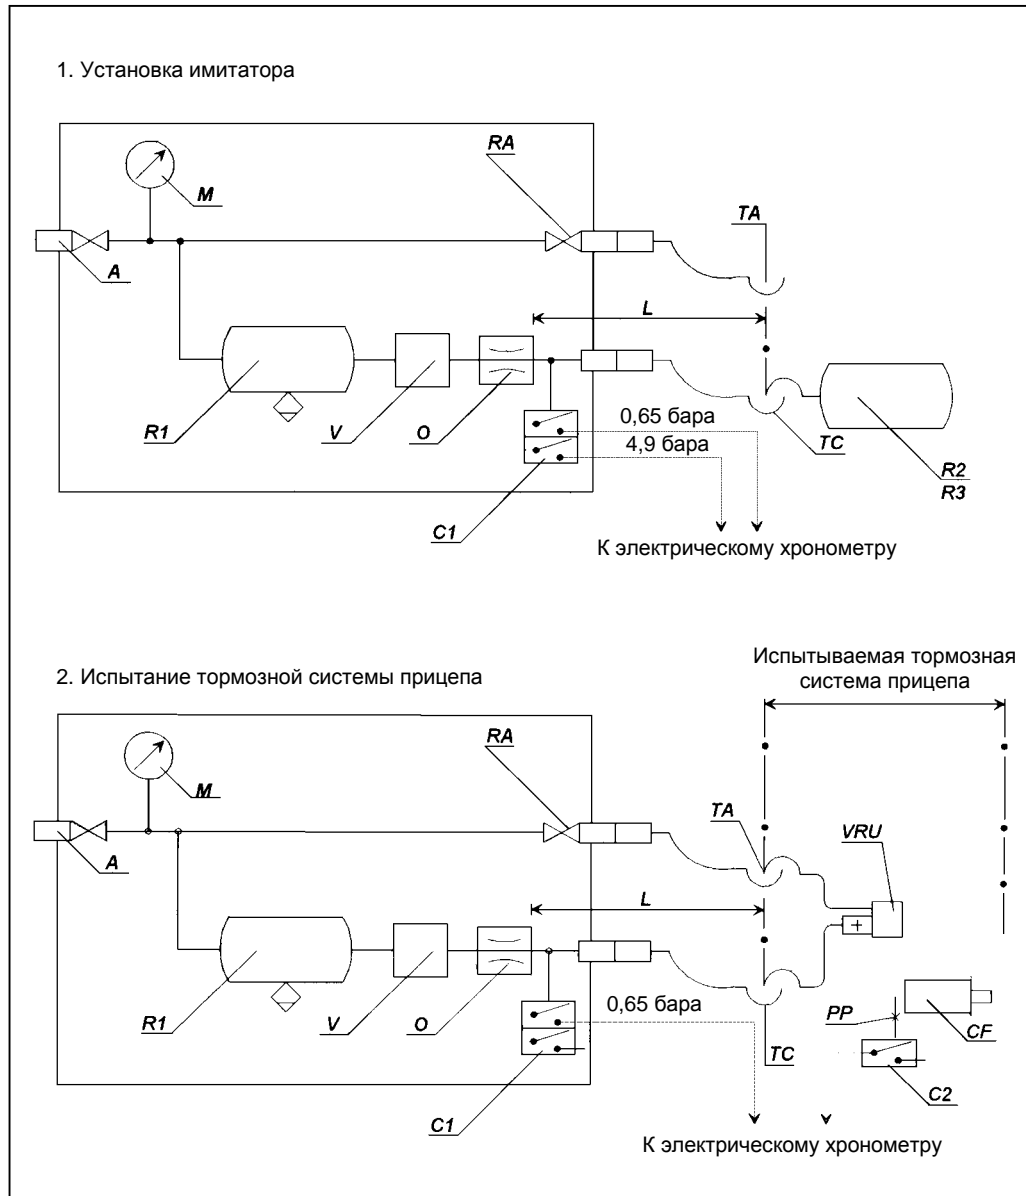 1. Установка имитатора
M
RA
TA
A
L
R1
V
O
0,65 бара
4,9 бара
TC
R2
R3
C1
К электрическому хронометру
Испытываемая тормозная
система прицепа
2. Испытание тормозной системы прицепа
RA
M
TA
VRU
A
L
R1
V
O
0,65 бара
PP
CF
TC
C2
C1
К электрическому хронометру